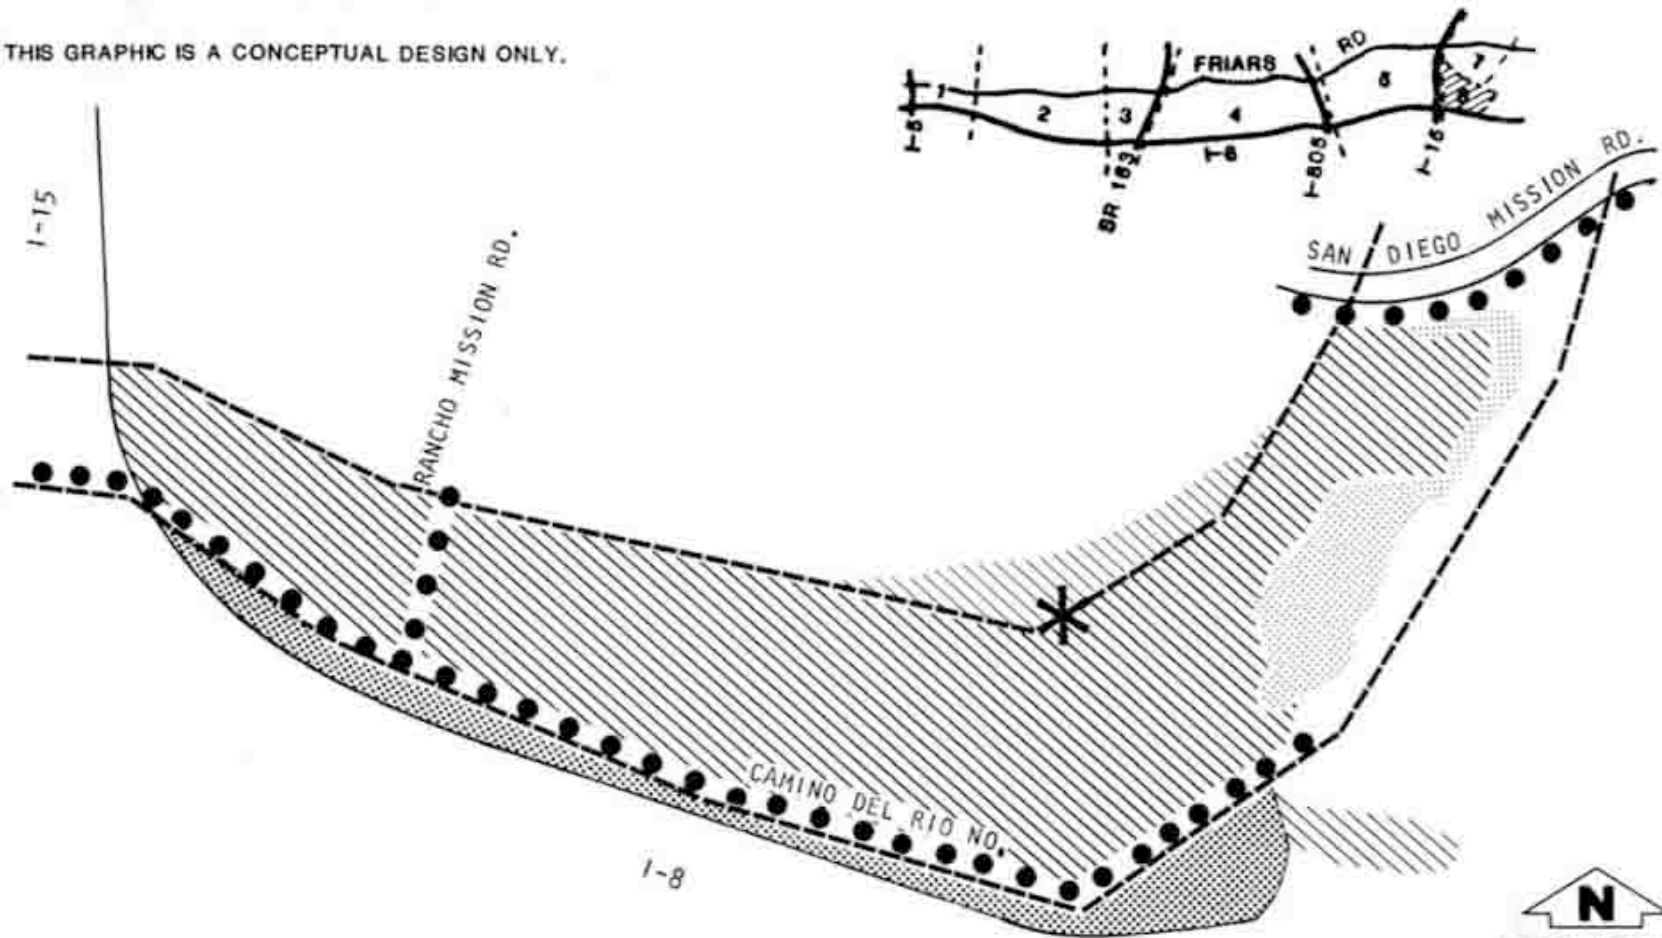 THIS GRAPHIC IS A CONCEPTUAL DESIGN ONLY.
FRIARS RD
1
2
3
4
5
7
I-5
SR 163
I-8
I-805
I-15
I-15
RANCHO MISSION RD.
SAN DIEGO MISSION RD.
CAMINO DEL RIO NO.
I-8
N